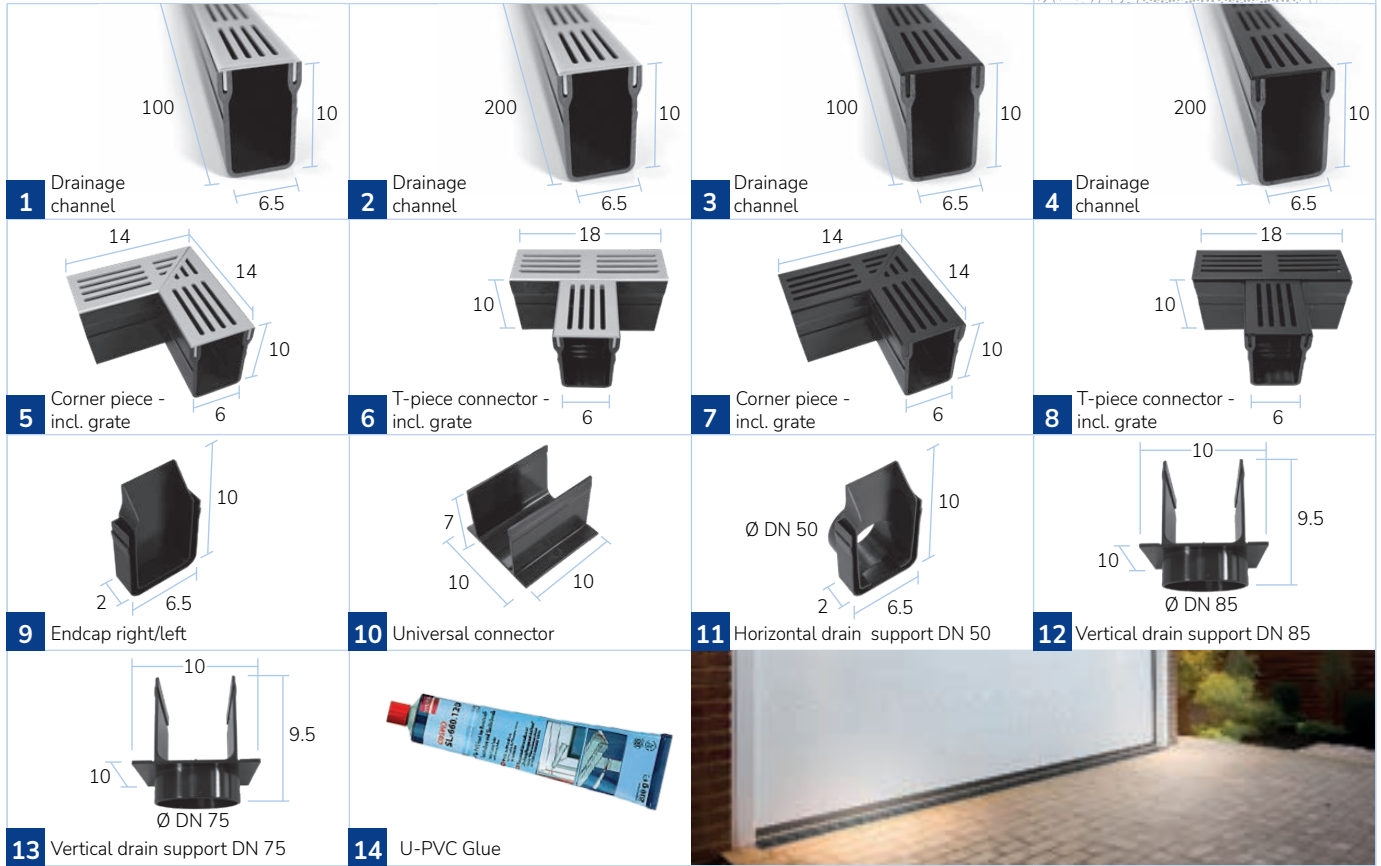 100
10
6.5
1 Drainage
channel
200
10
6.5
2 Drainage
channel
100
10
6.5
3 Drainage
channel
200
10
6.5
4 Drainage
channel
14
14
10
6
5 Corner piece -
incl. grate
18
10
6
6 T-piece connector -
incl. grate
14
14
10
6
7 Corner piece -
incl. grate
18
10
6
8 T-piece connector -
incl. grate
10
2
6.5
9 Endcap right/left
7
10
10
10 Universal connector
Ø DN 50
10
2
6.5
11 Horizontal drain support DN 50
10
9.5
10
Ø DN 85
12 Vertical drain support DN 85
10
9.5
10
Ø DN 75
13 Vertical drain support DN 75
SL-660.120
14 U-PVC Glue